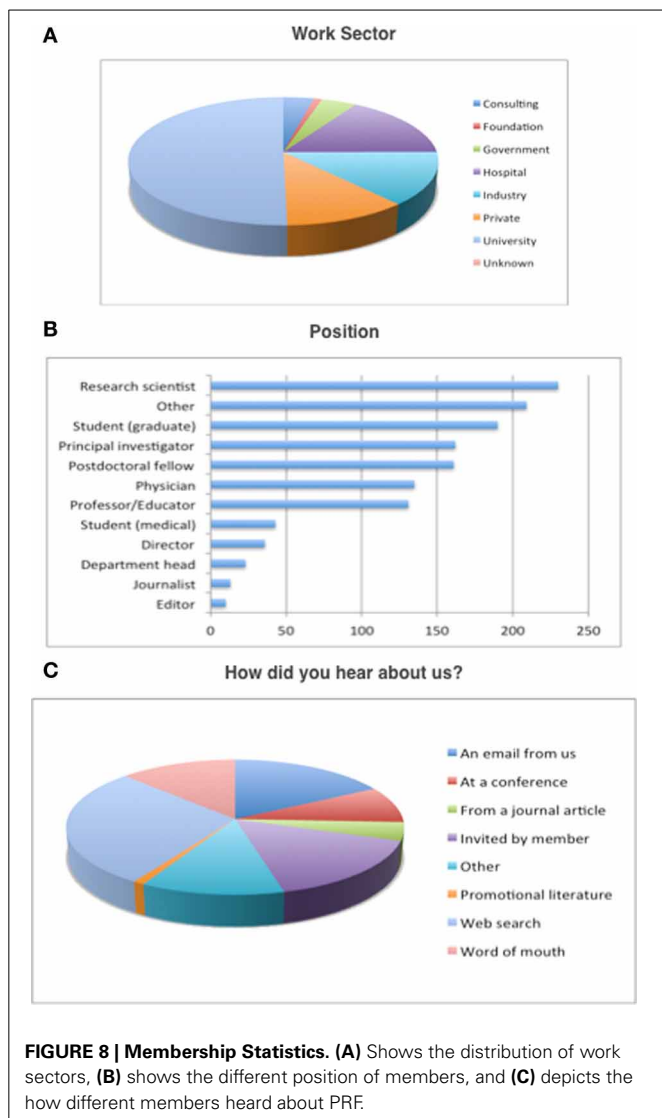 A
Work Sector
Consulting
Foundation
Government
Hospital
Industry
Private
University
Unknown
B
Position
Research scientist
Other
Student (graduate)
Principal investigator
Postdoctoral fellow
Physician
Professor/Educator
Student (medical)
Director
Department head
Journalist
Editor
0 50 100 150 200 250
C
How did you hear about us?
An email from us
At a conference
From a journal article
Invited by member
Other
Promotional literature
Web search
Word of mouth
FIGURE 8 | Membership Statistics. (A) Shows the distribution of work
sectors, (B) shows the different position of members, and (C) depicts the
how different members heard about PRF.